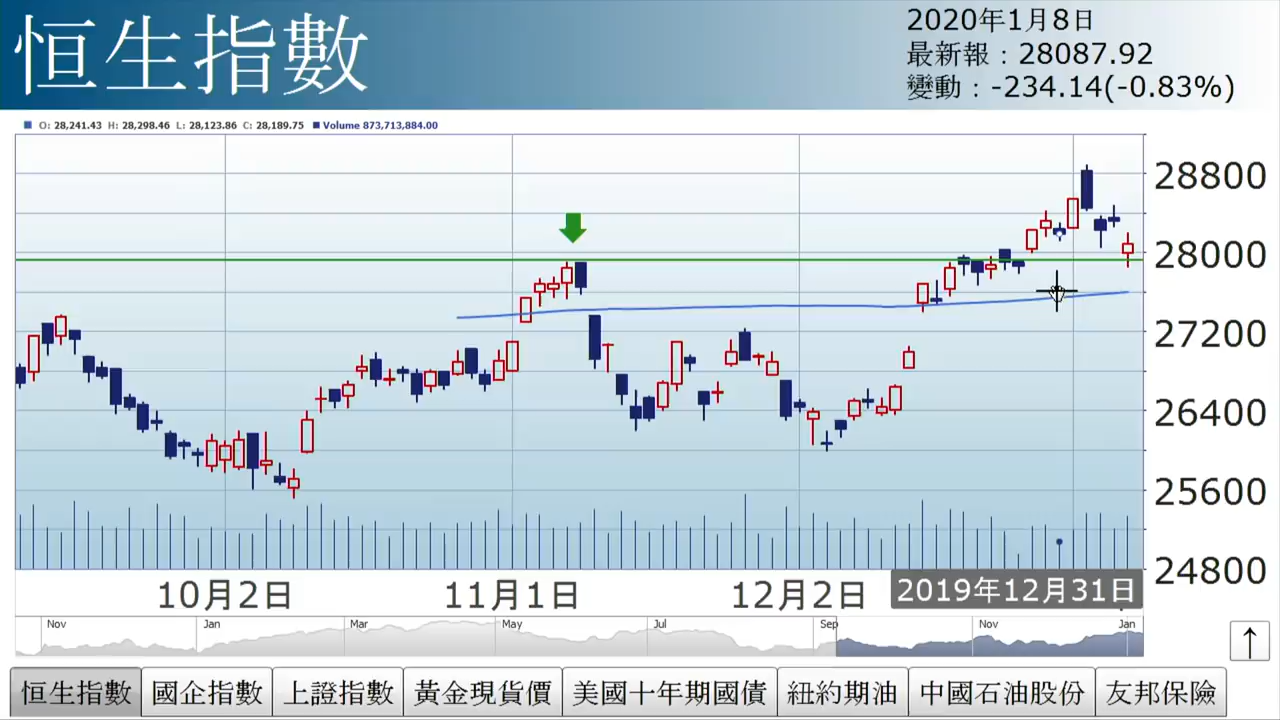 恒生指數
2020年1月8日
最新報：28087.92
變動：-234.14(-0.83%)
O: 28,241.43 H: 28,298.46 L: 28,123.86 C: 28,189.75 Volume 873,713,884.00
28800
28000
27200
26400
25600
24800
10月2日 11月1日 12月2日 2019年12月31日
Nov Jan Mar May Jul Sep Nov Jan
↑
恒生指數 國企指數 上證指數 黃金現貨價 美國十年期國債 紐約期油 中國石油股份 友邦保險